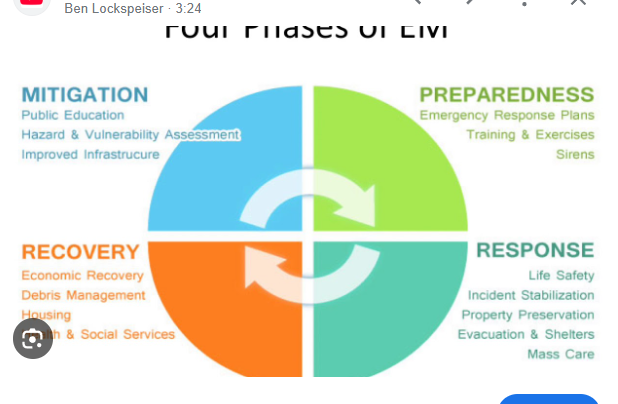 Ben Lockspeiser · 3:24
Four Phases of EM
MITIGATION
Public Education
Hazard & Vulnerability Assessment
Improved Infrastrucure
PREPAREDNESS
Emergency Response Plans
Training & Exercises
Sirens
RECOVERY
Economic Recovery
Debris Management
Housing
& Social Services
RESPONSE
Life Safety
Incident Stabilization
Property Preservation
Evacuation & Shelters
Mass Care